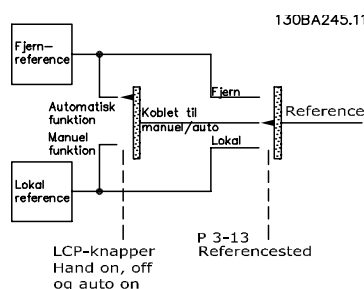 130BA245.11
Fjern-
reference
Fjern
Automatisk
funktion
Koblet til
manuel/auto
Reference
Manuel
funktion
Lokal
Lokal
reference
LCP-knapper
Hand on, off
og auto on
P 3-13
Referencested